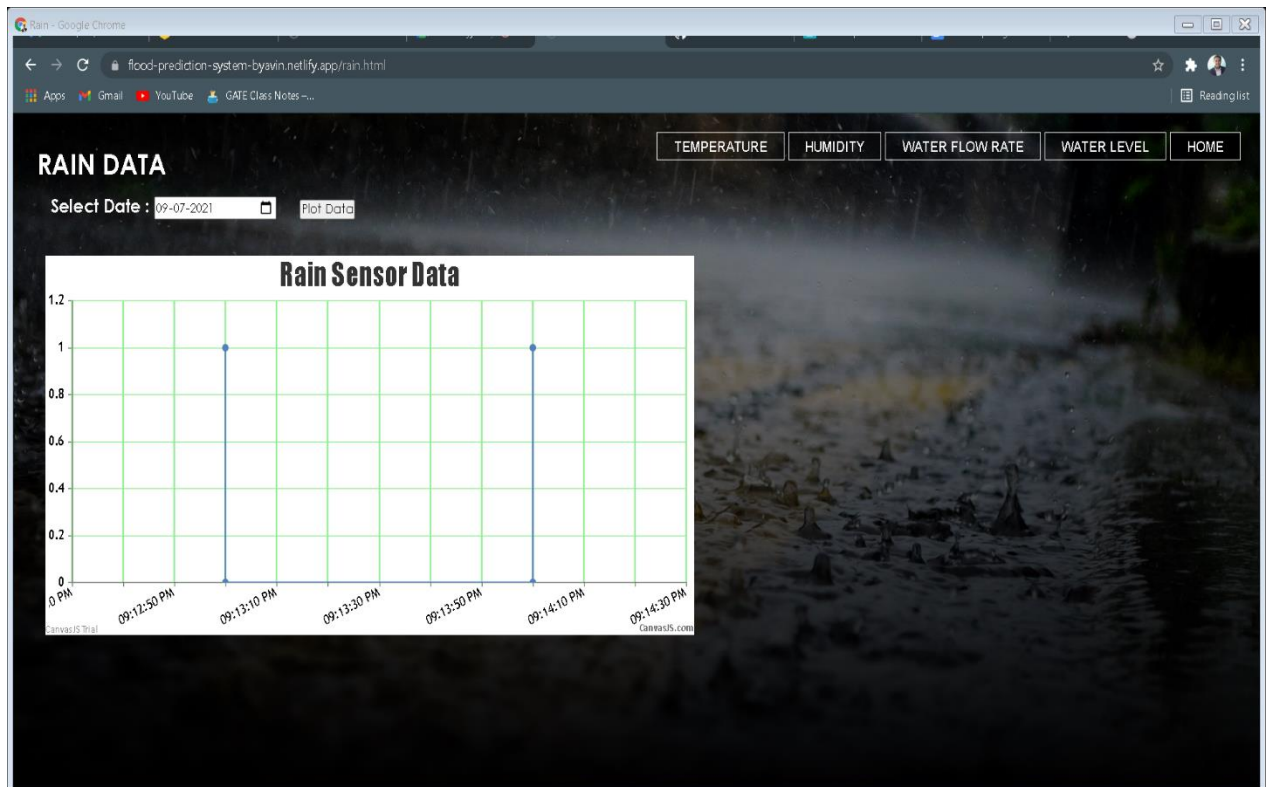 Rain - Google Chrome
flood-prediction-system-byavin.netlify.app/rain.html
Apps Gmail YouTube GATE Class Notes –... Reading list
TEMPERATURE HUMIDITY WATER FLOW RATE WATER LEVEL HOME
RAIN DATA
Select Date : 09-07-2021 Plot Data
Rain Sensor Data
1.2
1
0.8
0.6
0.4
0.2
0
0 PM 09:12:50 PM 09:13:10 PM 09:13:30 PM 09:13:50 PM 09:14:10 PM 09:14:30 PM
CanvasJS Trial CanvasJS.com